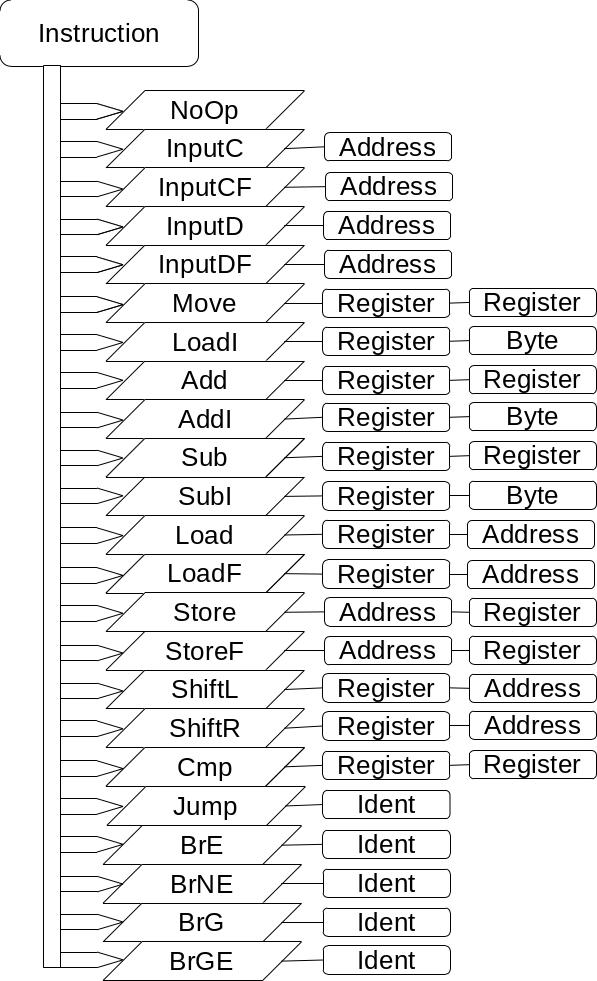 Instruction
NoOp
InputC Address
InputCF Address
InputD Address
InputDF Address
Move Register Register
LoadI Register Byte
Add Register Register
AddI Register Byte
Sub Register Register
SubI Register Byte
Load Register Address
LoadF Register Address
Store Address Register
StoreF Address Register
ShiftL Register Address
ShiftR Register Address
Cmp Register Register
Jump Ident
BrE Ident
BrNE Ident
BrG Ident
BrGE Ident